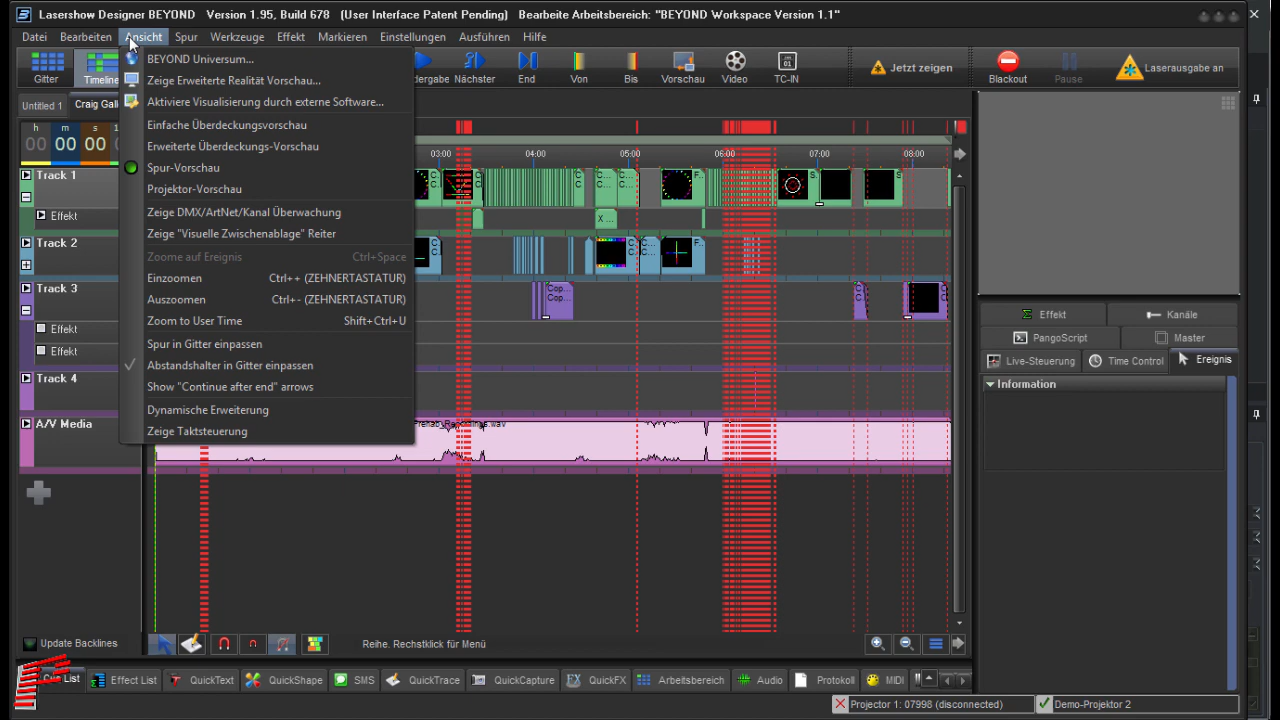 Lasershow Designer BEYOND   Version 1.95, Build 678   (User Interface Patent Pending)   Bearbeite Arbeitsbereich: "BEYOND Workspace Version 1.1"
Datei Bearbeiten Ansicht Spur Werkzeuge Effekt Markieren Einstellungen Ausführen Hilfe
Gitter Timeline dergabe Nächster End Von Bis Vorschau Video TC-IN Jetzt zeigen Blackout Pause Laserausgabe an
Untitled 1 Craig Gall
h m s 1
00 00 00
03:00 04:00 05:00 06:00 07:00 08:00
BEYOND Universum...
Zeige Erweiterte Realität Vorschau...
Aktiviere Visualisierung durch externe Software...
Einfache Überdeckungsvorschau
Erweiterte Überdeckungs-Vorschau
Spur-Vorschau
Projektor-Vorschau
Zeige DMX/ArtNet/Kanal Überwachung
Zeige "Visuelle Zwischenablage" Reiter
Zoome auf Ereignis Ctrl+Space
Einzoomen Ctrl++ (ZEHNERTASTATUR)
Auszoomen Ctrl+- (ZEHNERTASTATUR)
Zoom to User Time Shift+Ctrl+U
Spur in Gitter einpassen
Abstandshalter in Gitter einpassen
Show "Continue after end" arrows
Dynamische Erweiterung
Zeige Taktsteuerung
Track 1
Effekt
Track 2
Track 3
Effekt
Effekt
Track 4
A/V Media
X ...
Cop...
Cop...
Effekt Kanäle
PangoScript Master
Live-Steuerung Time Control Ereignis
Information
Update Backlines Reihe. Rechstklick für Menü
Cue List Effect List QuickText QuickShape SMS QuickTrace QuickCapture FX QuickFX Arbeitsbereich Audio Protokoll MIDI
Projector 1: 07998 (disconnected) Demo-Projektor 2